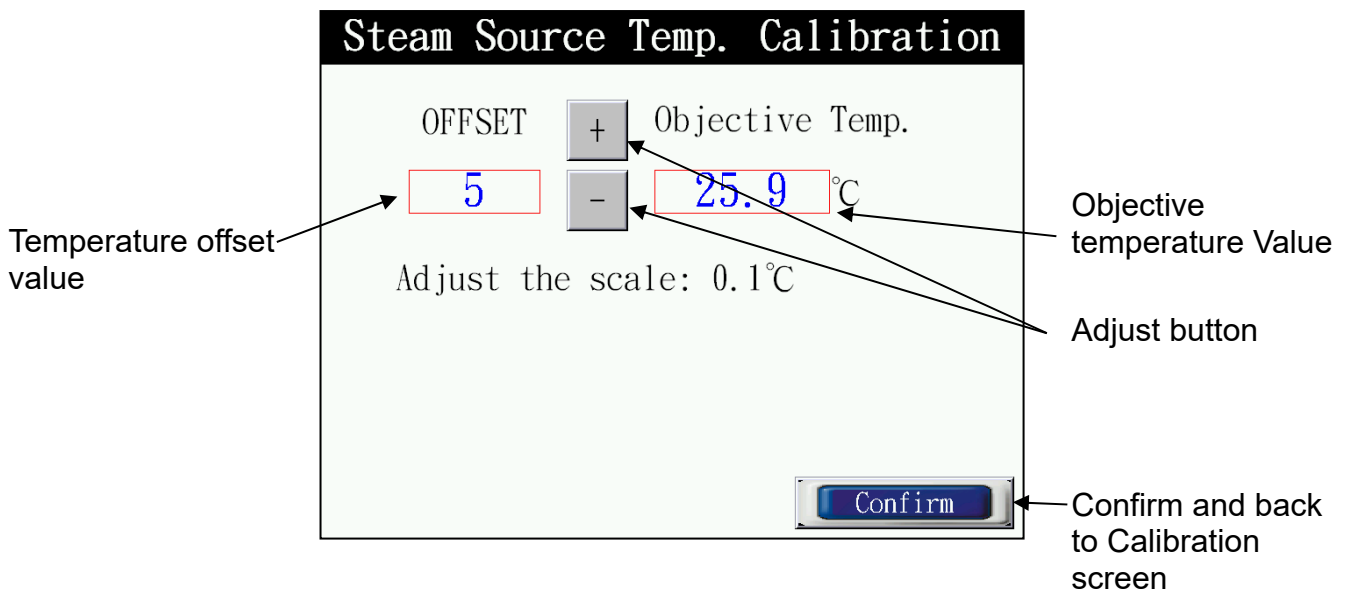 Steam Source Temp. Calibration
OFFSET + Objective Temp.
5 - 25.9 ℃
Adjust the scale: 0.1℃
Confirm
Temperature offset
value
Objective
temperature Value
Adjust button
Confirm and back
to Calibration
screen